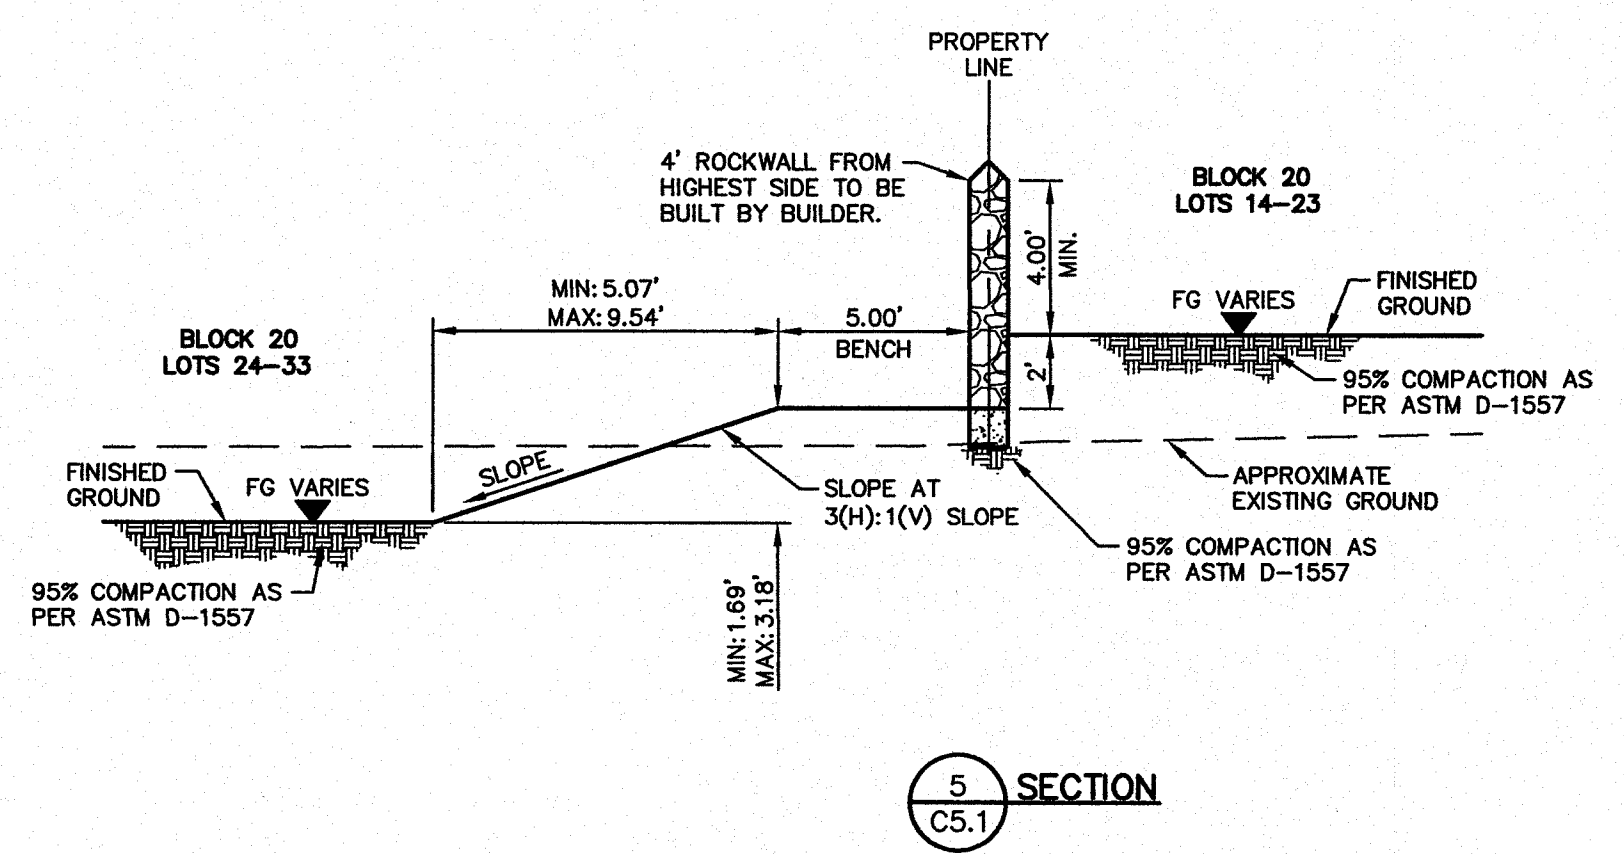 PROPERTY
LINE
4' ROCKWALL FROM
HIGHEST SIDE TO BE
BUILT BY BUILDER.
BLOCK 20
LOTS 14-23
4.00'
MIN.
FINISHED
GROUND
FG VARIES
MIN: 5.07'
MAX: 9.54'
5.00'
BENCH
BLOCK 20
LOTS 24-33
2'
95% COMPACTION AS
PER ASTM D-1557
FINISHED
GROUND
FG VARIES
SLOPE
SLOPE AT
3(H):1(V) SLOPE
APPROXIMATE
EXISTING GROUND
95% COMPACTION AS
PER ASTM D-1557
95% COMPACTION AS
PER ASTM D-1557
MIN: 1.69'
MAX: 3.18'
5
C5.1
SECTION